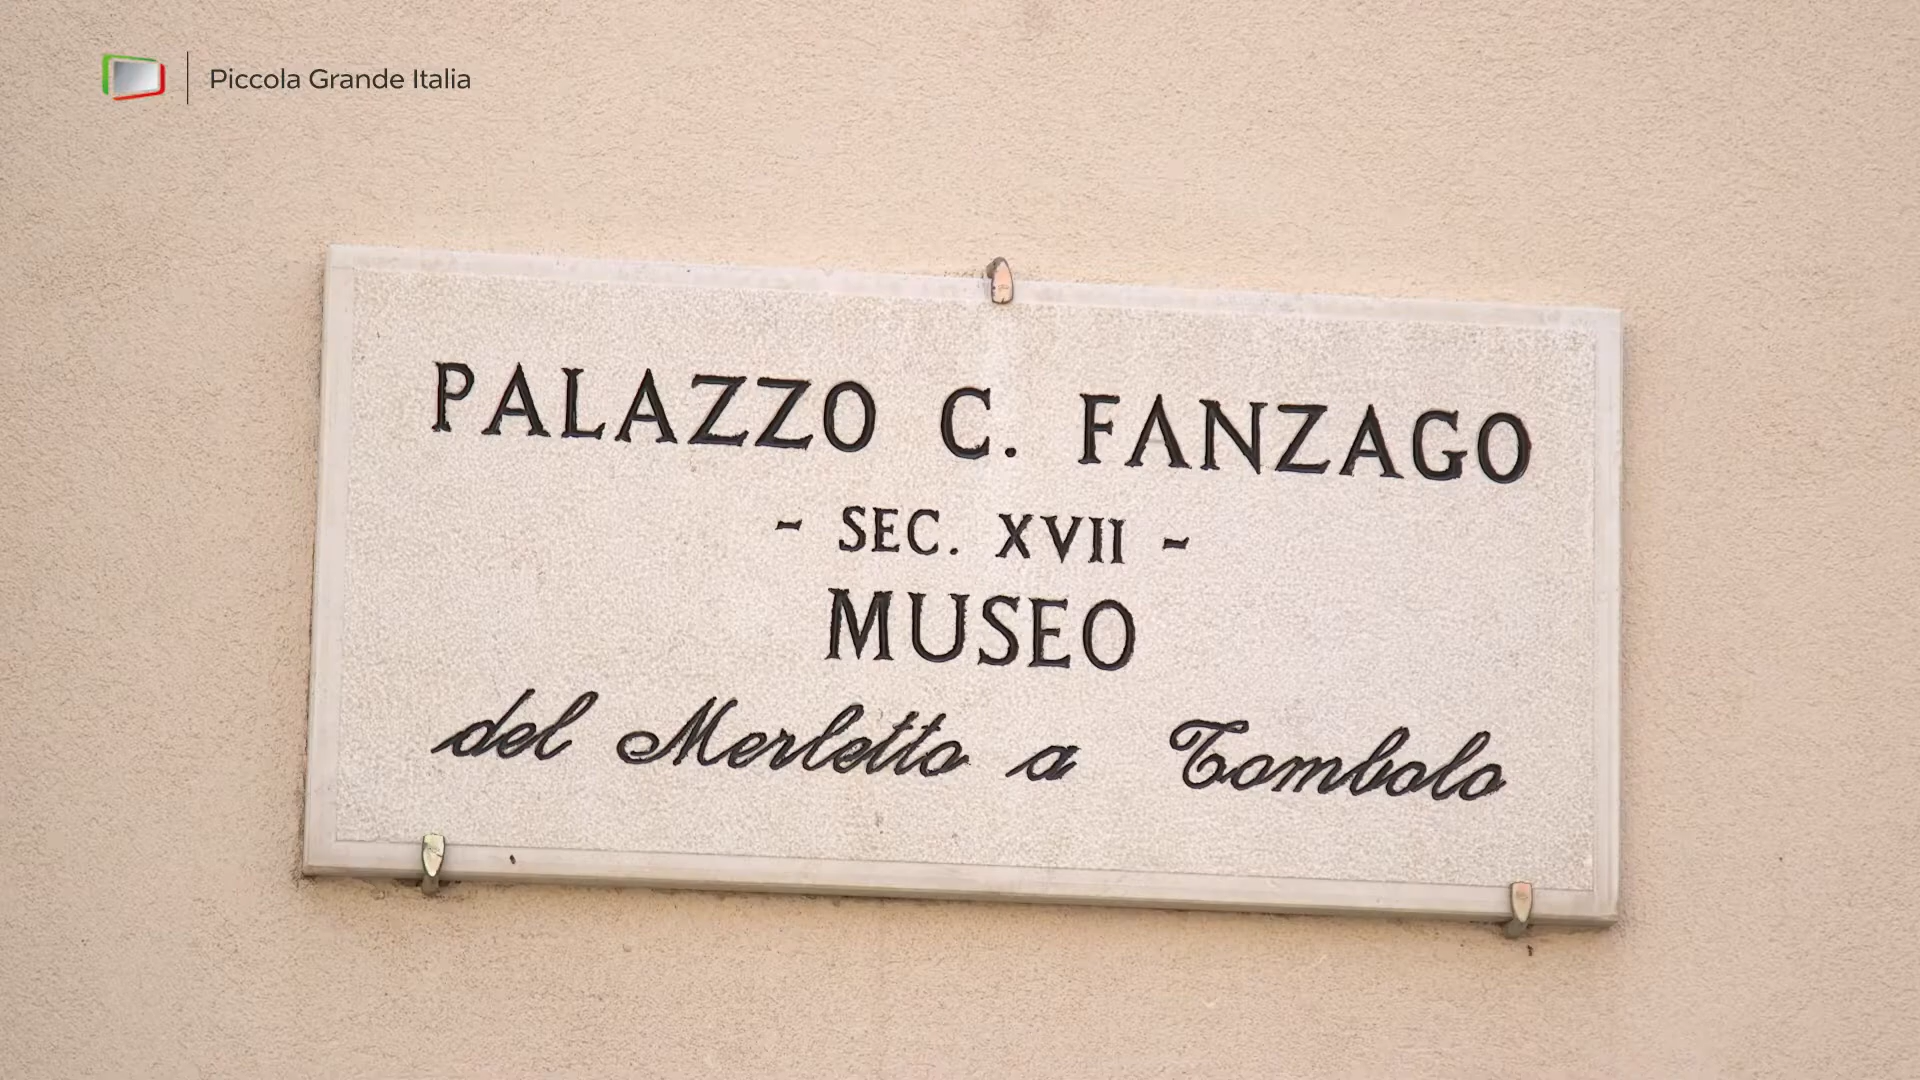 Piccola Grande Italia
PALAZZO C. FANZAGO
- SEC. XVII -
MUSEO
del Merletto a Tombolo